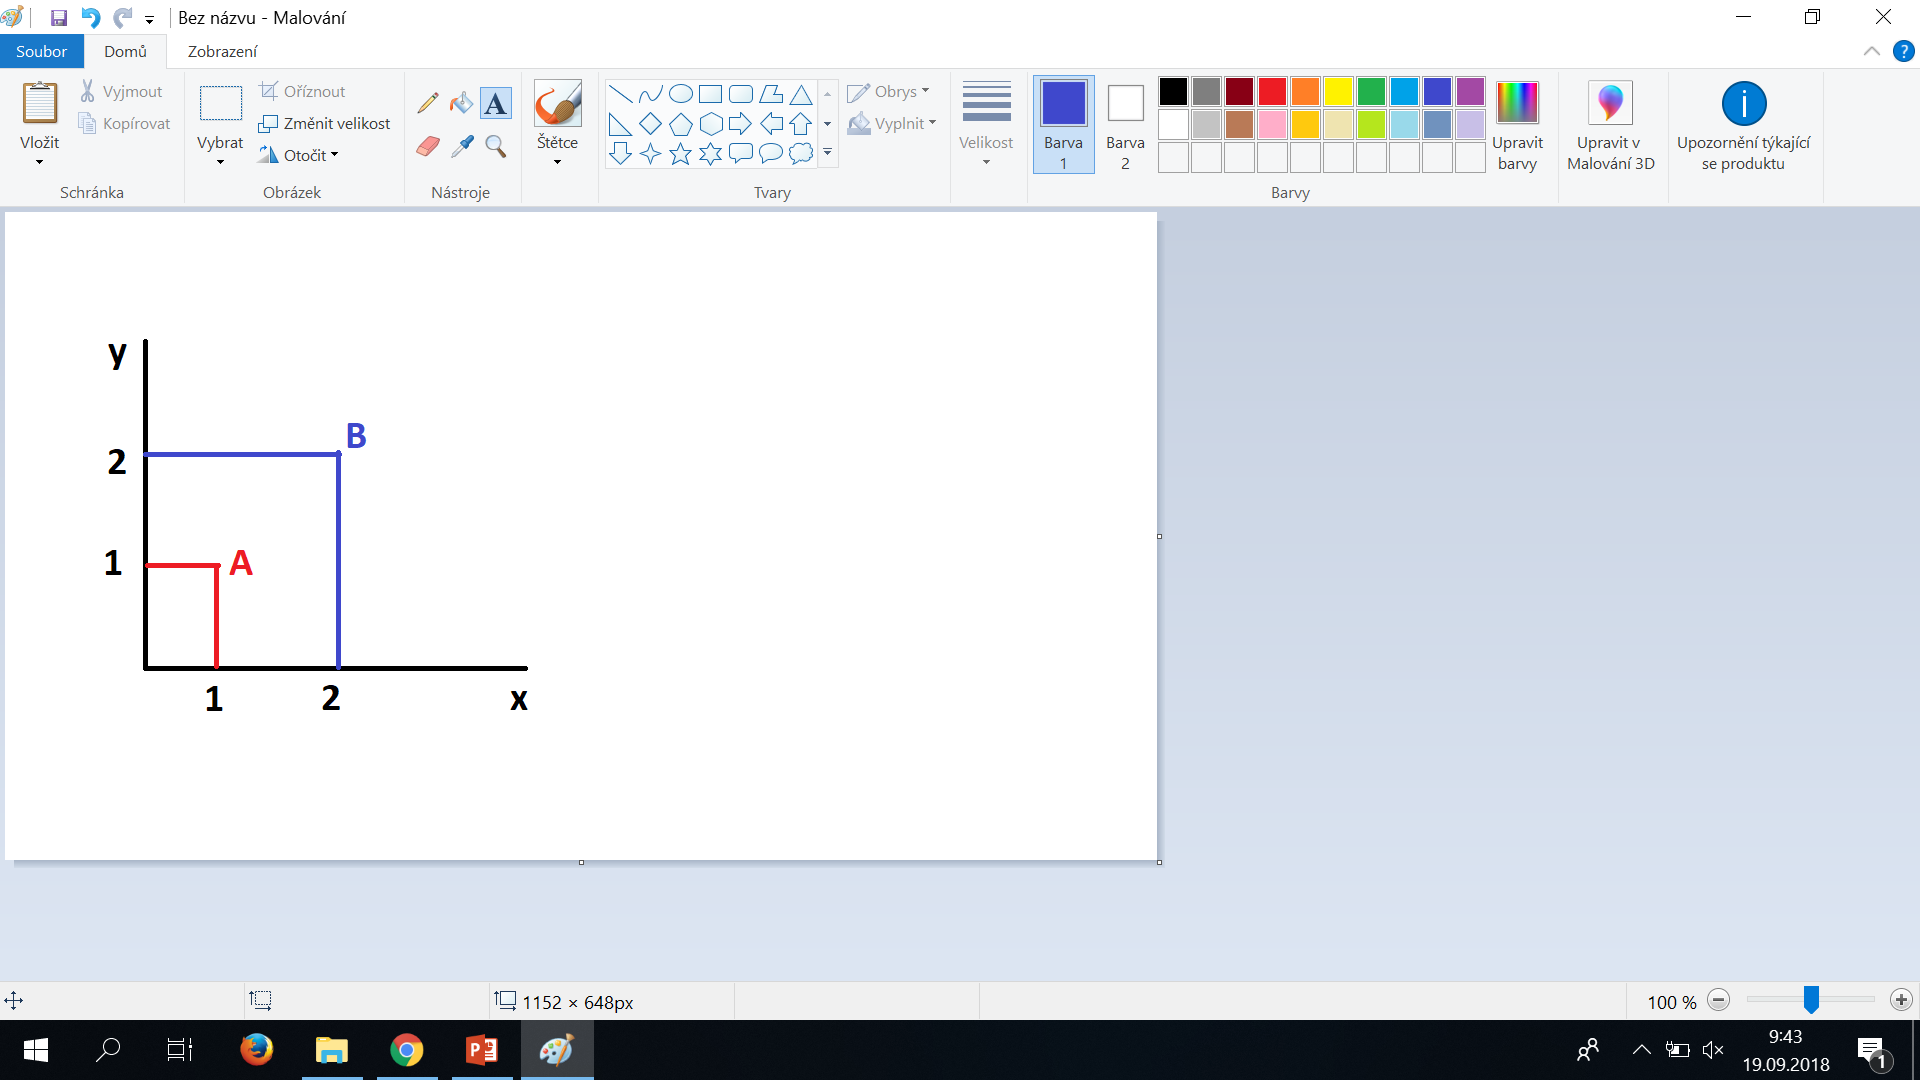 Bez názvu - Malování
Soubor Domů Zobrazení
?
Vložit
Vyjmout
Kopírovat
Schránka
Vybrat
Oříznout
Změnit velikost
Otočit
Obrázek
A
Nástroje
Štětce
Tvary
Obrys
Vyplnit
Velikost
Barva
1
Barva
2
Upravit
barvy
Barvy
Upravit v
Malování 3D
i
Upozornění týkající
se produktu
y
B
2
1 A
1 2 x
1152 × 648px
100 %
P
9:43
19.09.2018
1